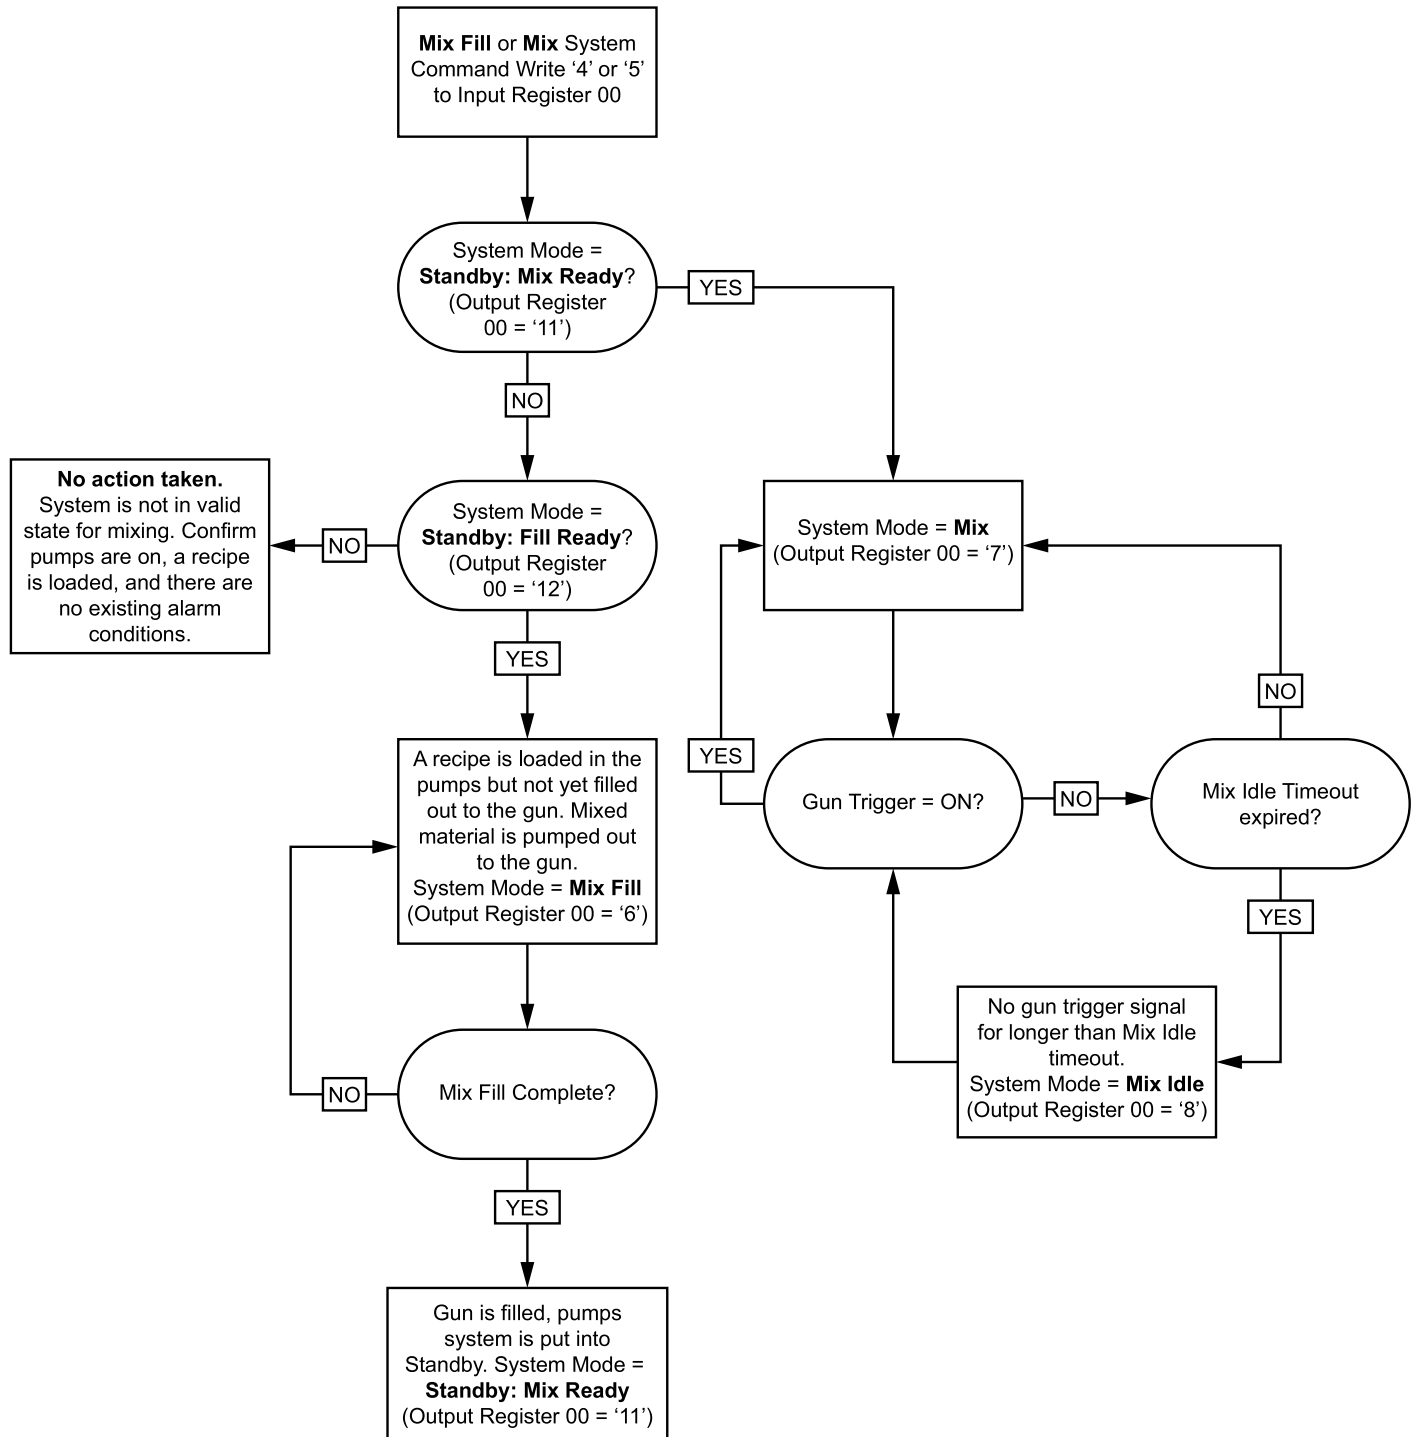 Mix Fill or Mix System
Command Write ‘4’ or ‘5’
to Input Register 00
System Mode =
Standby: Mix Ready?
(Output Register
00 = ‘11’)
YES
NO
No action taken.
System is not in valid
state for mixing. Confirm
pumps are on, a recipe
is loaded, and there are
no existing alarm
conditions.
NO
System Mode =
Standby: Fill Ready?
(Output Register
00 = ‘12’)
YES
System Mode = Mix
(Output Register 00 = ‘7’)
NO
YES
A recipe is loaded in the
pumps but not yet filled
out to the gun. Mixed
material is pumped out
to the gun.
System Mode = Mix Fill
(Output Register 00 = ‘6’)
Gun Trigger = ON?
NO
Mix Idle Timeout
expired?
YES
No gun trigger signal
for longer than Mix Idle
timeout.
System Mode = Mix Idle
(Output Register 00 = ‘8’)
NO
Mix Fill Complete?
YES
Gun is filled, pumps
system is put into
Standby. System Mode =
Standby: Mix Ready
(Output Register 00 = ‘11’)